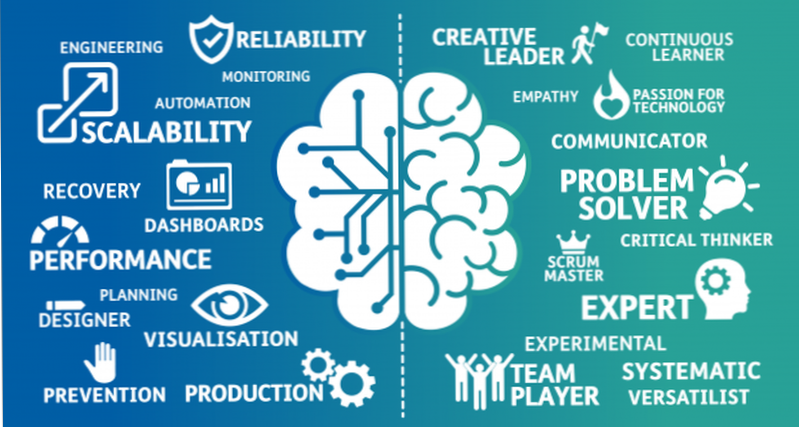 ENGINEERING
RELIABILITY
MONITORING
AUTOMATION
SCALABILITY
RECOVERY
DASHBOARDS
PERFORMANCE
PLANNING
DESIGNER
VISUALISATION
PREVENTION
PRODUCTION
CREATIVE
LEADER
CONTINUOUS
LEARNER
EMPATHY
PASSION FOR
TECHNOLOGY
COMMUNICATOR
PROBLEM
SOLVER
CRITICAL THINKER
SCRUM
MASTER
EXPERT
EXPERIMENTAL
TEAM
PLAYER
SYSTEMATIC
VERSATILIST